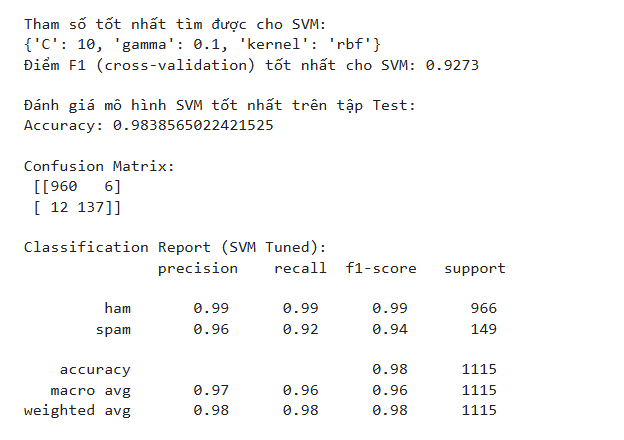 Tham số tốt nhất tìm được cho SVM:
{'C': 10, 'gamma': 0.1, 'kernel': 'rbf'}
Điểm F1 (cross-validation) tốt nhất cho SVM: 0.9273

Đánh giá mô hình SVM tốt nhất trên tập Test:
Accuracy: 0.9838565022421525

Confusion Matrix:
 [[960   6]
 [ 12 137]]

Classification Report (SVM Tuned):
              precision    recall  f1-score   support

         ham       0.99      0.99      0.99       966
        spam       0.96      0.92      0.94       149

    accuracy                           0.98      1115
   macro avg       0.97      0.96      0.96      1115
weighted avg       0.98      0.98      0.98      1115